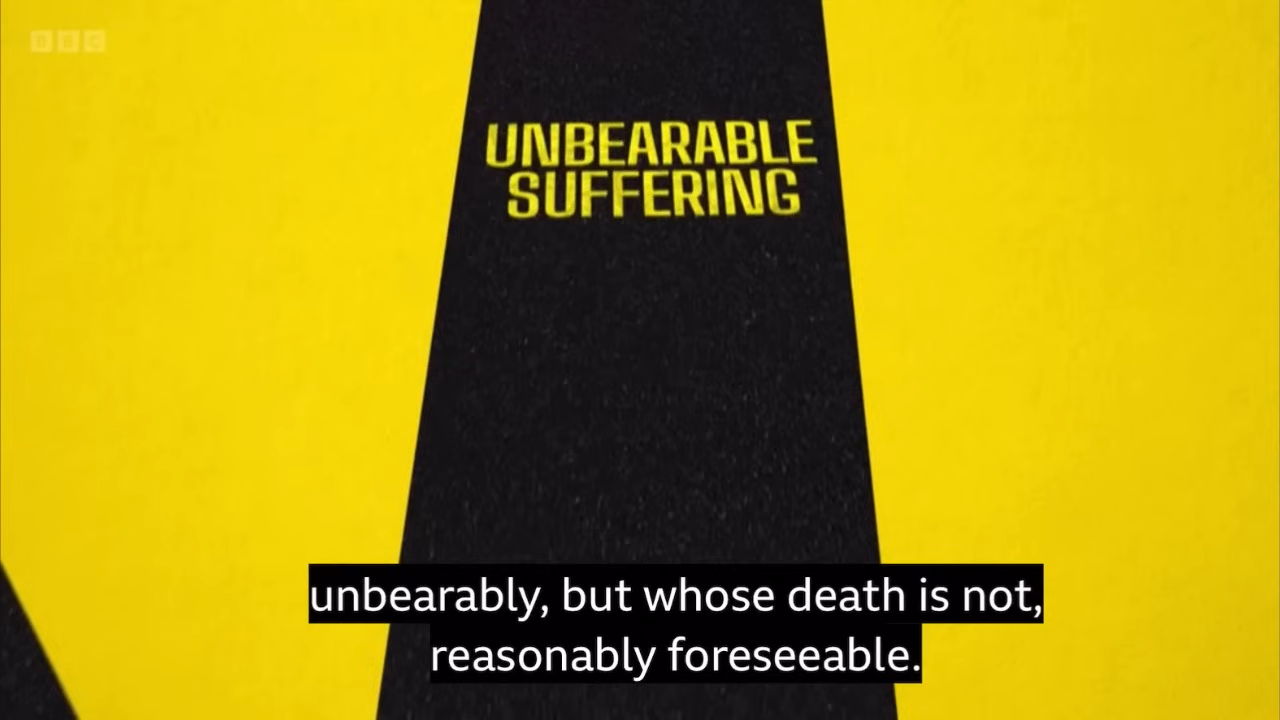 BBC
UNBEARABLE
SUFFERING
unbearably, but whose death is not,
reasonably foreseeable.